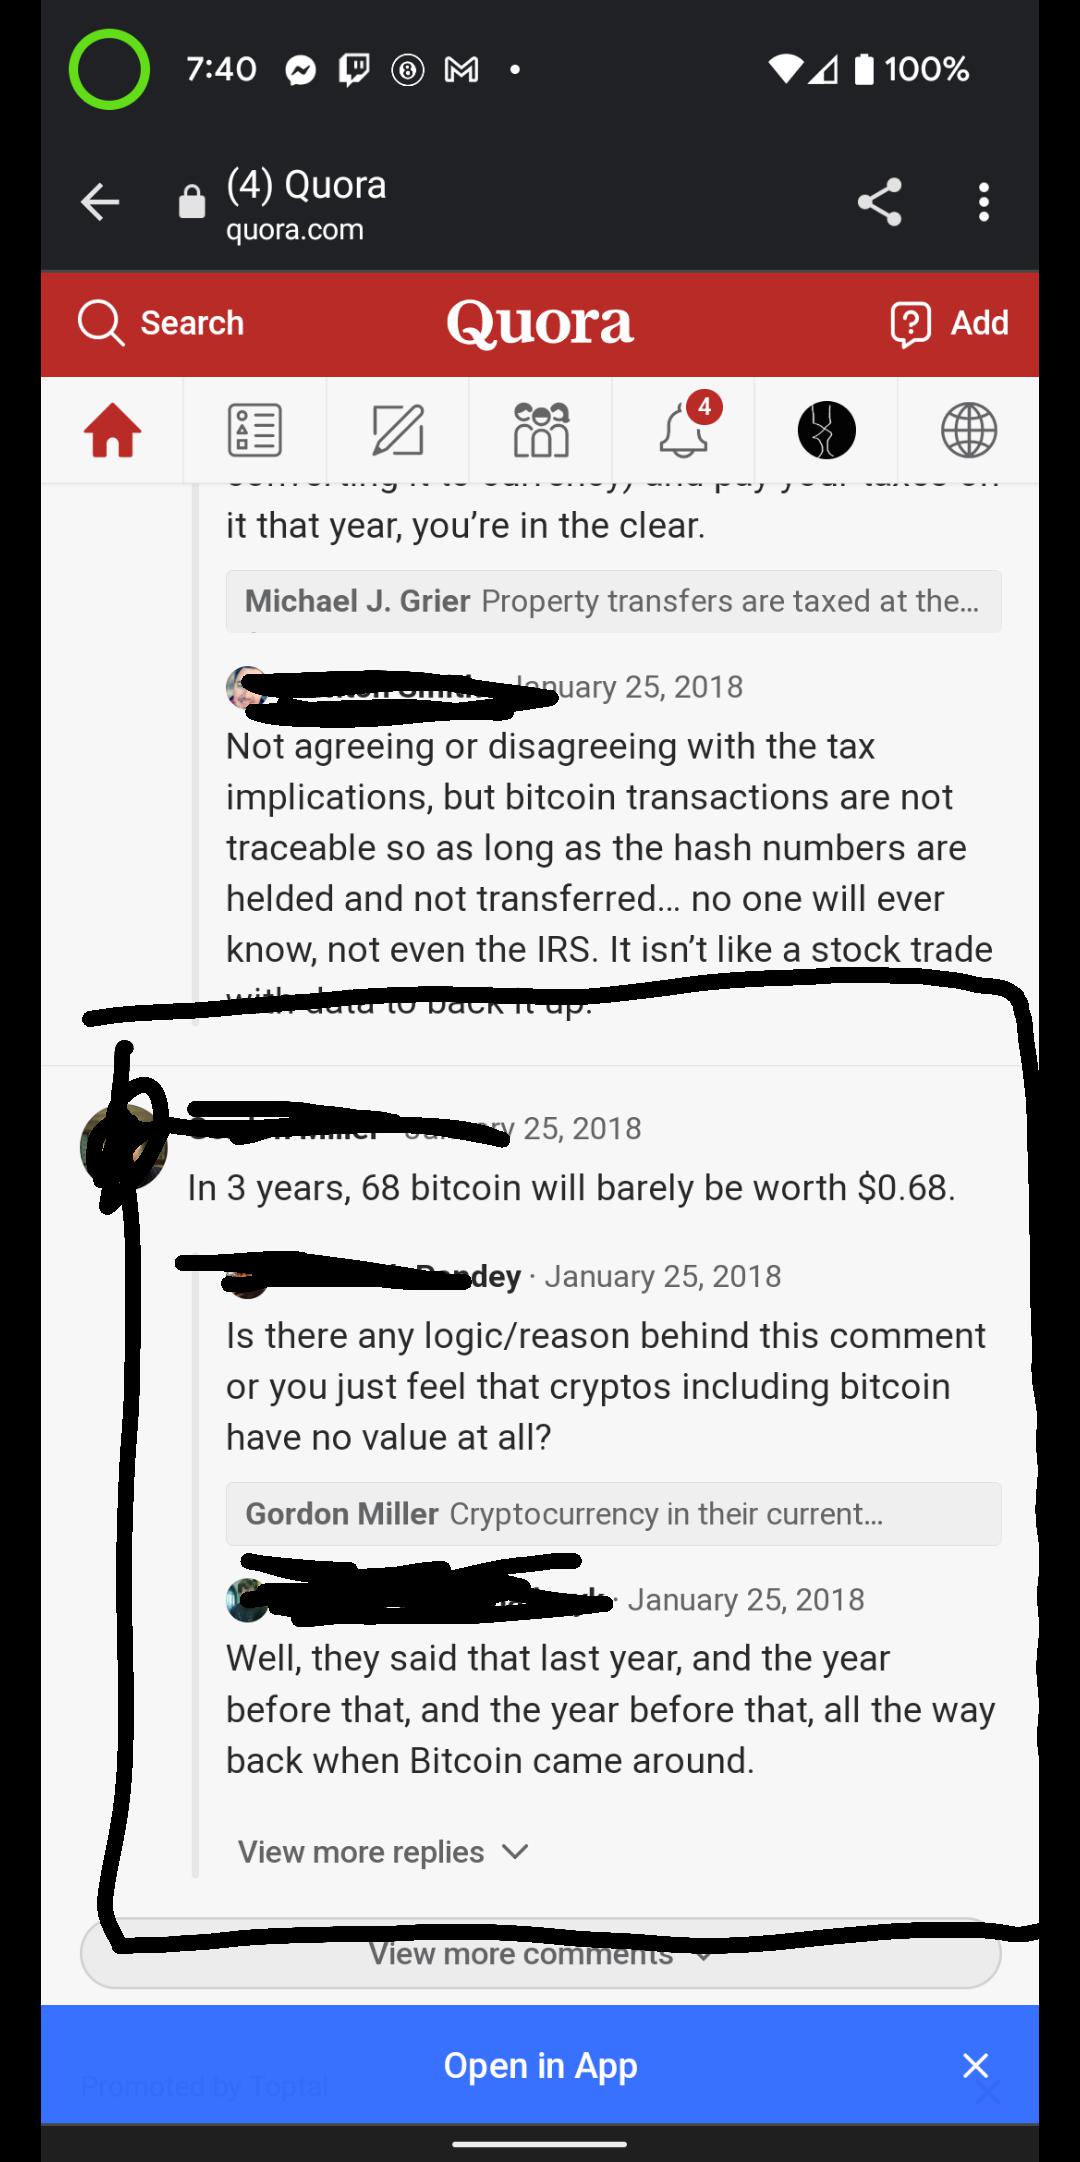 7:40
100%
(4) Quora
quora.com
Search
Quora
Add
4
it that year, you're in the clear.
Michael J. Grier Property transfers are taxed at the...
January 25, 2018
Not agreeing or disagreeing with the tax
implications, but bitcoin transactions are not
traceable so as long as the hash numbers are
helded and not transferred... no one will ever
know, not even the IRS. It isn't like a stock trade
with data to back it up.
25, 2018
In 3 years, 68 bitcoin will barely be worth $0.68.
· January 25, 2018
Is there any logic/reason behind this comment
or you just feel that cryptos including bitcoin
have no value at all?
Gordon Miller Cryptocurrency in their current...
· January 25, 2018
Well, they said that last year, and the year
before that, and the year before that, all the way
back when Bitcoin came around.
View more replies
View more comments
Open in App
Promoted by Toptal